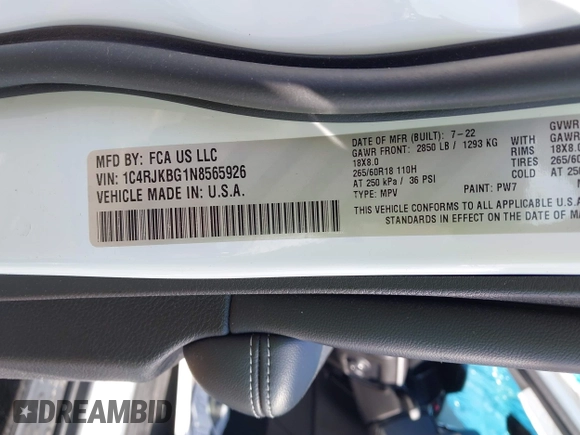 MFD BY: FCA US LLC
VIN: 1C4RJKBG1N8565926
VEHICLE MADE IN U.S.A.
DATE OF MFR (BUILT): 7-22
GAWR FRONT: 2850 LB / 1293 KG
18X8.0
265/60R18 110H
AT 250 kPa / 36 PSI
TYPE: MPV PAINT: PW7
THIS VEHICLE CONFORMS TO ALL APPLICABLE U.S.A.
EFFECT ON THE DATE OF MA
GVWR
WITH GA
RIMS 18X8.0
TIRES 265/60
COLD AT 250
DREAMBID